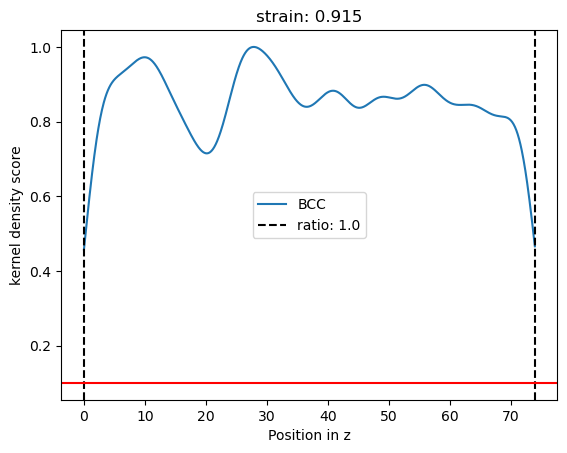 strain: 0.915
kernel density score
1.0
0.8
0.6
0.4
0.2
BCC
ratio: 1.0
0 10 20 30 40 50 60 70
Position in z